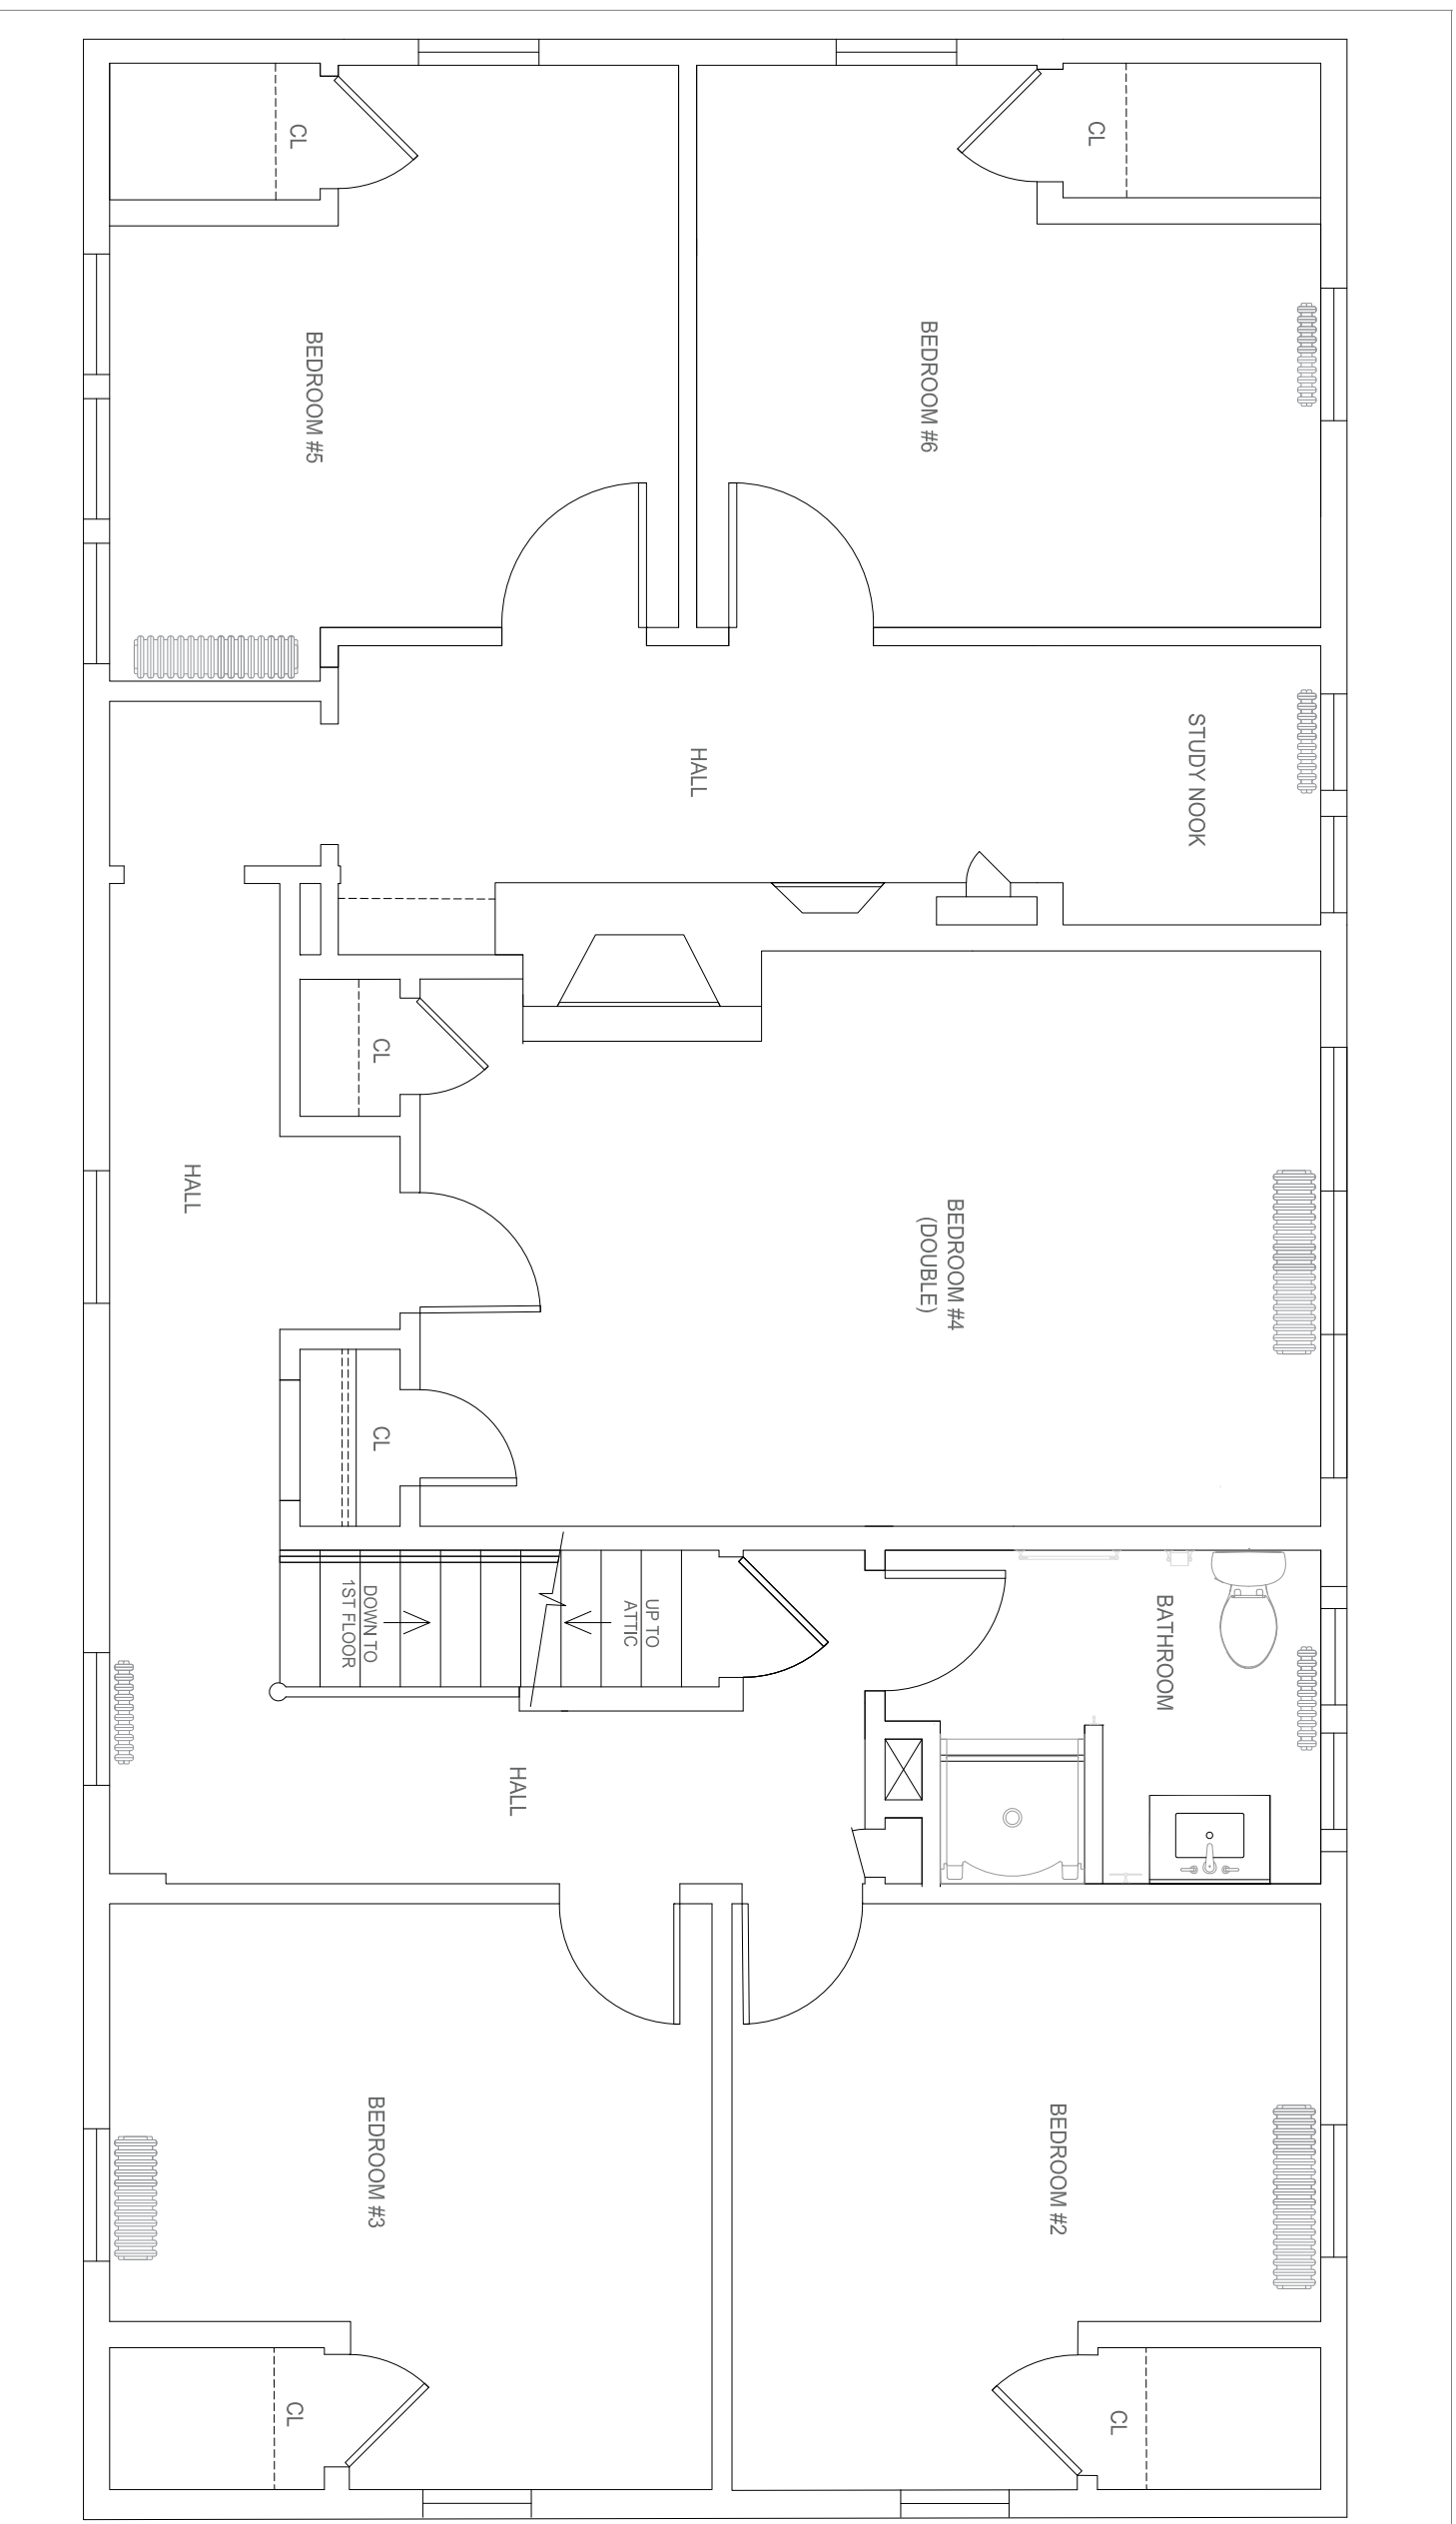 CL
CL
BEDROOM #5
BEDROOM #6
STUDY NOOK
HALL
CL
HALL
BEDROOM #4
(DOUBLE)
CL
DOWN TO
1ST FLOOR
UP TO
ATTIC
BATHROOM
HALL
BEDROOM #3
BEDROOM #2
CL
CL